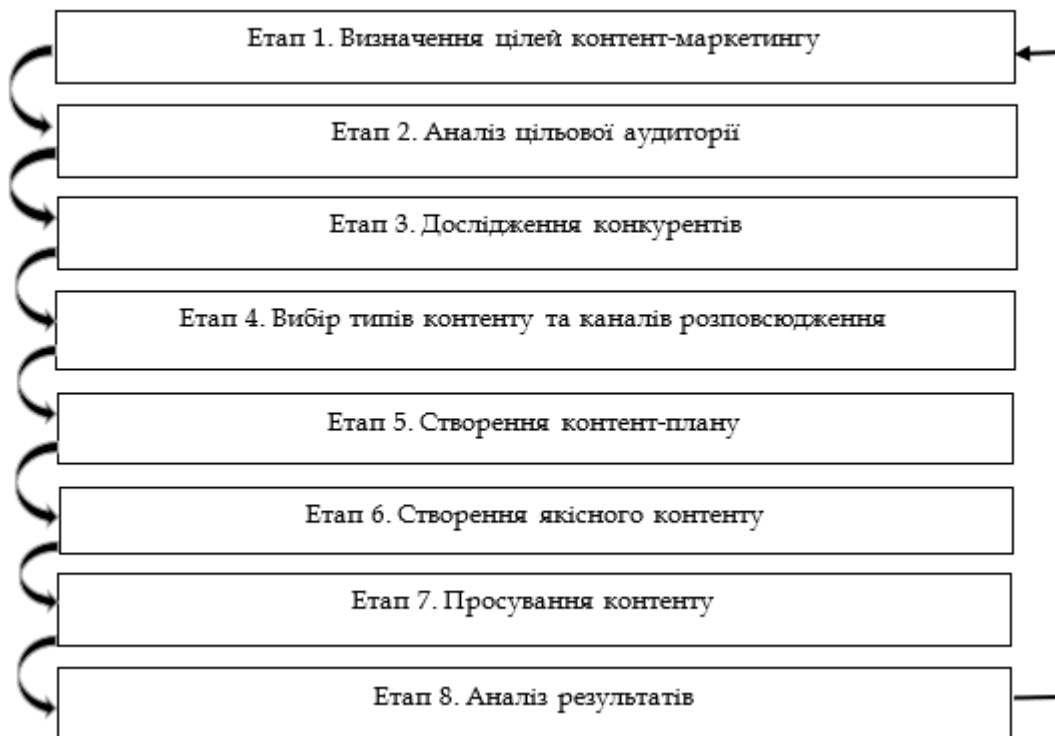 Етап 1. Визначення цілей контент-маркетингу
Етап 2. Аналіз цільової аудиторії
Етап 3. Дослідження конкурентів
Етап 4. Вибір типів контенту та каналів розповсюдження
Етап 5. Створення контент-плану
Етап 6. Створення якісного контенту
Етап 7. Просування контенту
Етап 8. Аналіз результатів